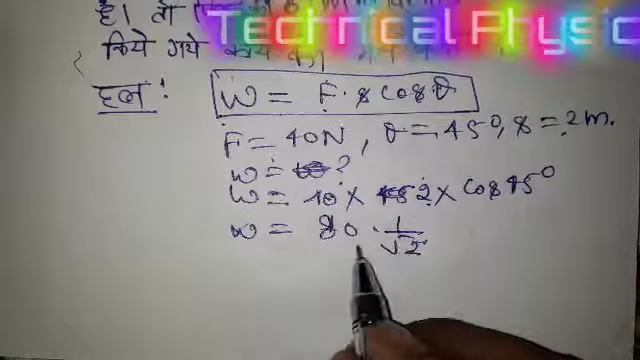 है। तो
Technical Physic
किये गये कार्य का
हल :
W = F. s cos θ
F = 40N, θ = 45°, s = 2m.
W = ?
W = 40 × 2 × cos 45°
W = 80 . 1/√2